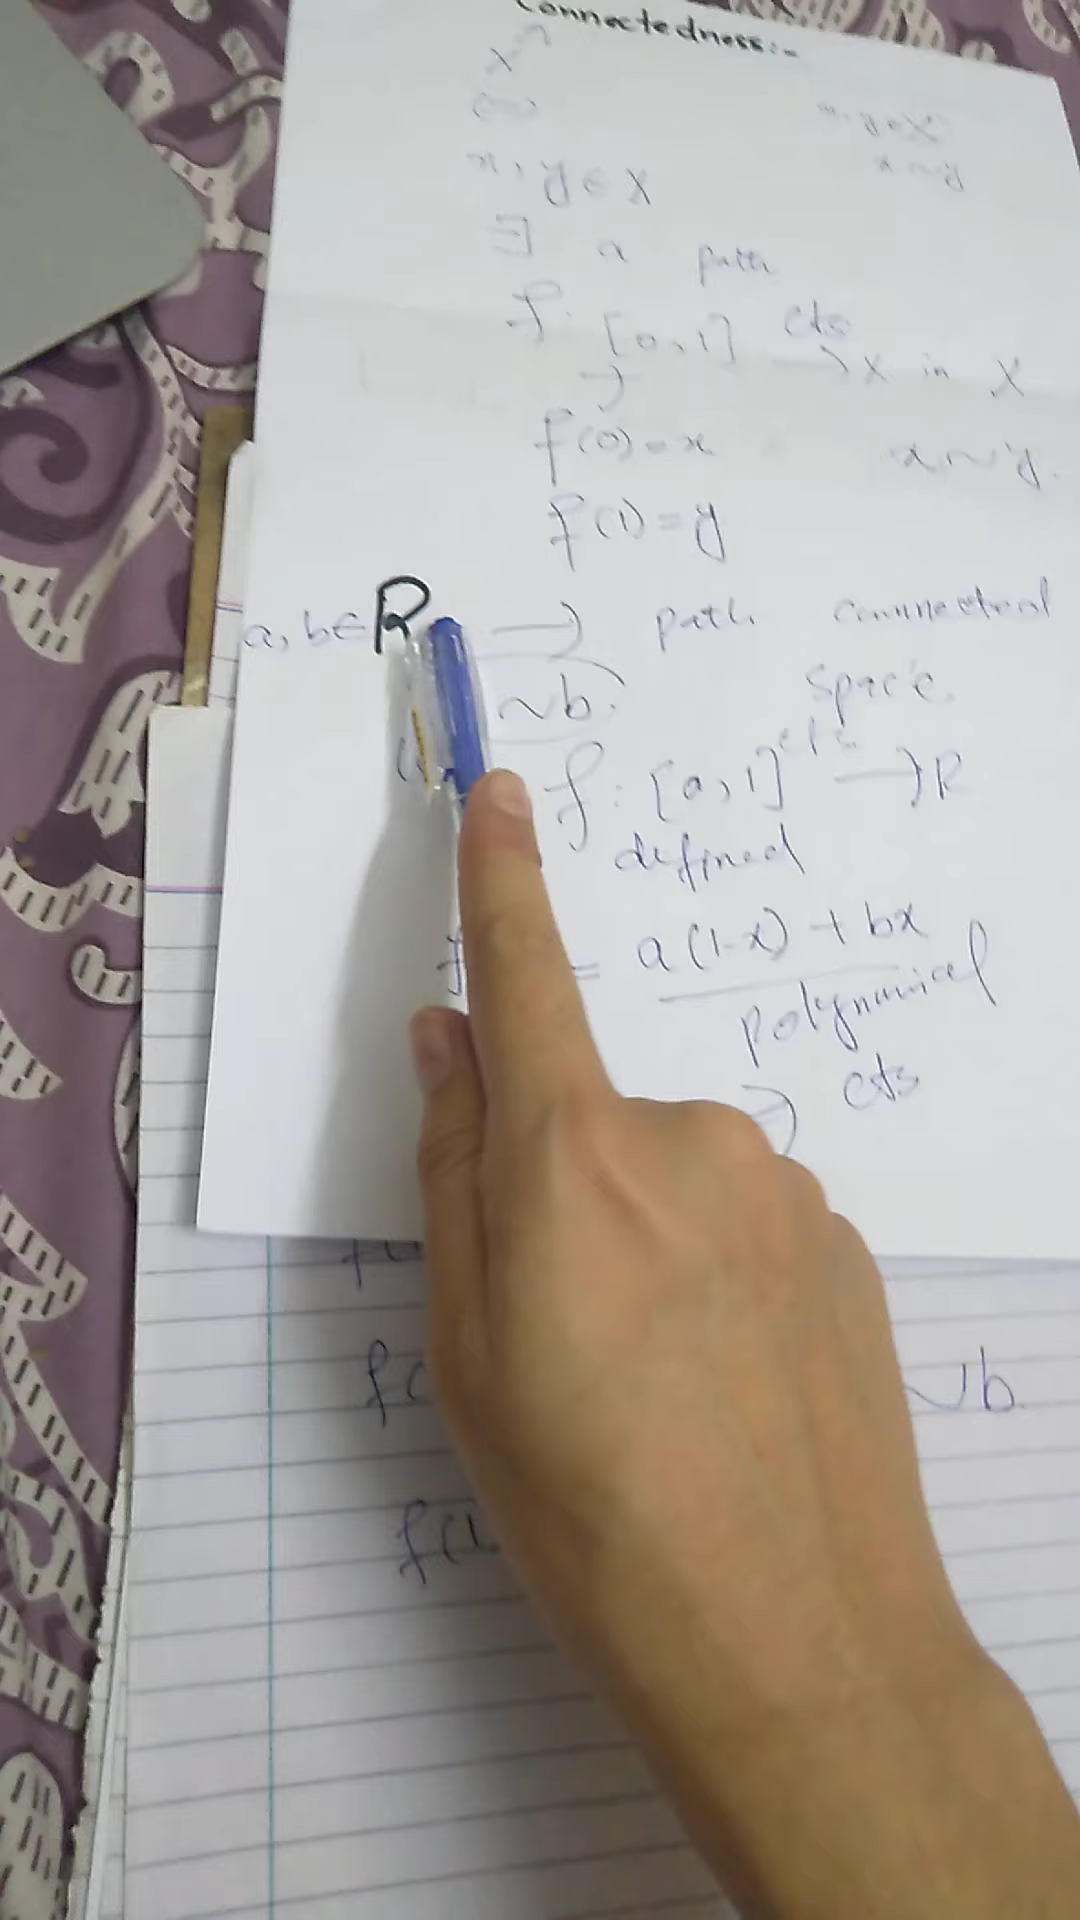 Connectedness:-
x, y ∈ X
x ~ y
x, y ∈ X
∃ a path
f: [0,1] cts → X in X
f(0) = x x ~ y.
f(1) = y
a, b ∈ R → path connected
~b. space.
f: [0,1] cts → R
defined
f = a(1-x) + bx
polynomial
cts
f(
~b
f(1